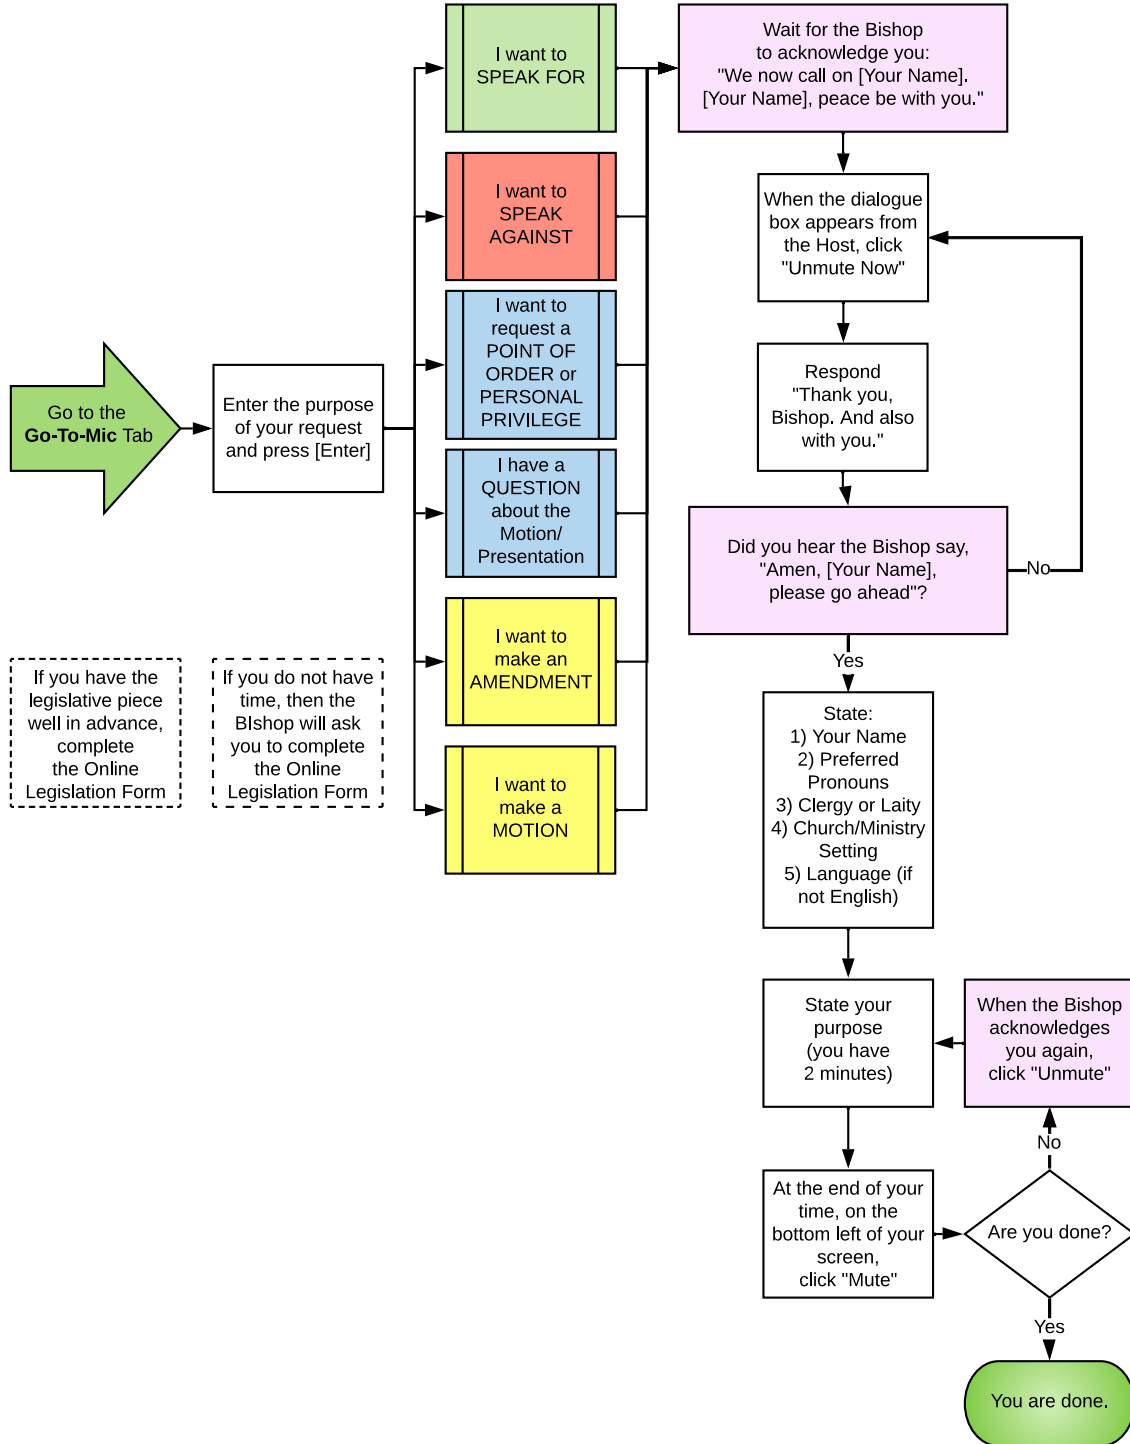 Go to the
Go-To-Mic Tab
Enter the purpose
of your request
and press [Enter]
If you have the
legislative piece
well in advance,
complete
the Online
Legislation Form
If you do not have
time, then the
BIshop will ask
you to complete
the Online
Legislation Form
I want to
SPEAK FOR
I want to
SPEAK
AGAINST
I want to
request a
POINT OF
ORDER or
PERSONAL
PRIVILEGE
I have a
QUESTION
about the
Motion/
Presentation
I want to
make an
AMENDMENT
I want to
make a
MOTION
Wait for the Bishop
to acknowledge you:
"We now call on [Your Name].
[Your Name], peace be with you."
When the dialogue
box appears from
the Host, click
"Unmute Now"
Respond
"Thank you,
Bishop. And also
with you."
Did you hear the Bishop say,
"Amen, [Your Name],
please go ahead"?
No
Yes
State:
1) Your Name
2) Preferred
Pronouns
3) Clergy or Laity
4) Church/Ministry
Setting
5) Language (if
not English)
State your
purpose
(you have
2 minutes)
When the Bishop
acknowledges
you again,
click "Unmute"
At the end of your
time, on the
bottom left of your
screen,
click "Mute"
No
Are you done?
Yes
You are done.